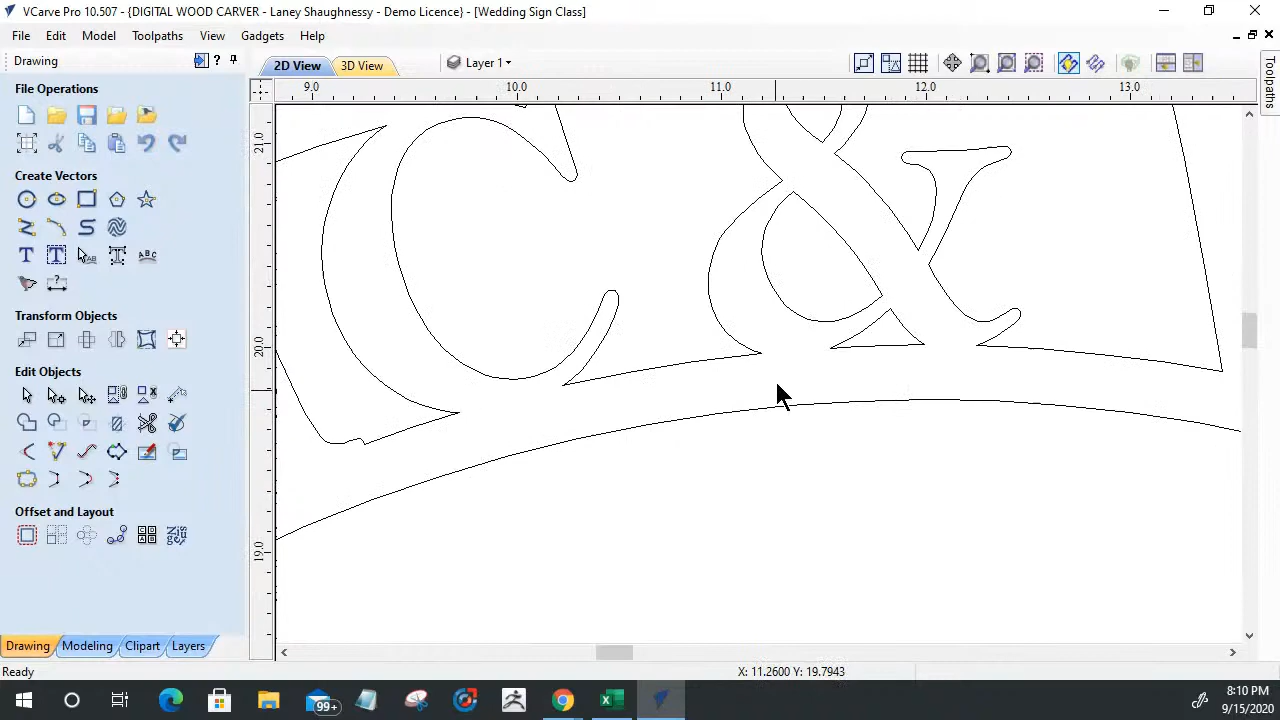 VCarve Pro 10.507 - {DIGITAL WOOD CARVER - Laney Shaughnessy - Demo Licence} - [Wedding Sign Class]
File Edit Model Toolpaths View Gadgets Help
Drawing
2D View 3D View Layer 1
File Operations
9.0 10.0 11.0 12.0 13.0
Toolpaths
21.0
20.0
19.0
C &
Create Vectors
ABC
Transform Objects
Edit Objects
Offset and Layout
Drawing Modeling Clipart Layers
Ready
X: 11.2600 Y: 19.7943
99+
8:10 PM
9/15/2020